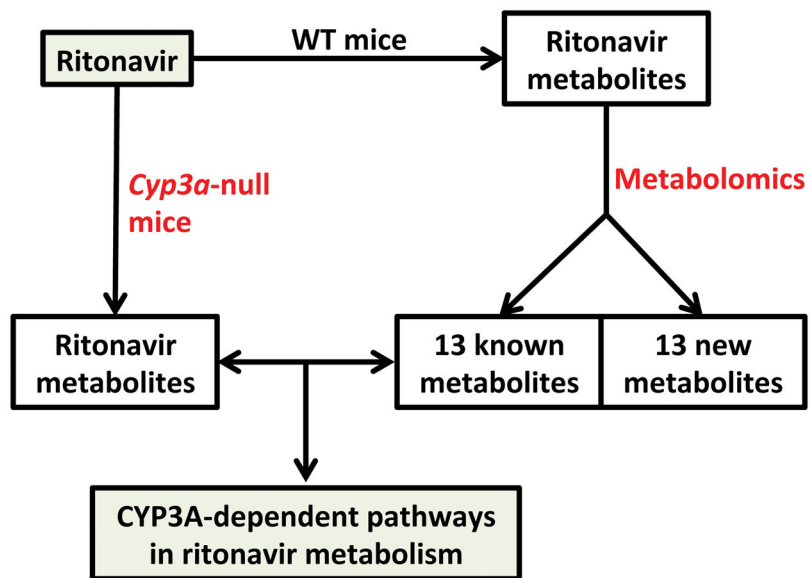 Ritonavir
WT mice
Ritonavir
metabolites
Cyp3a-null
mice
Metabolomics
Ritonavir
metabolites
13 known
metabolites
13 new
metabolites
CYP3A-dependent pathways
in ritonavir metabolism